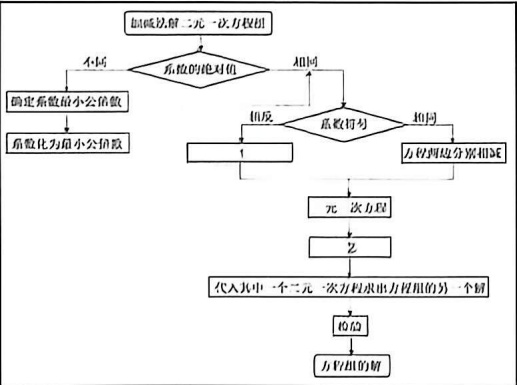 加减法解二元一次方程组
不同
系数的绝对值
相同
确定系数最小公倍数
系数化为最小公倍数
相反
系数符号
相同
1
方程两边分别相减
元 次方程
2
代入其中一个二元一次方程求出方程组的另一个解
检验
方程组的解